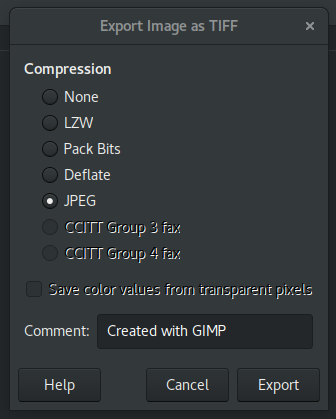 Export Image as TIFF
Compression
None
LZW
Pack Bits
Deflate
JPEG
CCITT Group 3 fax
CCITT Group 4 fax
Save color values from transparent pixels
Comment: Created with GIMP
Help Cancel Export